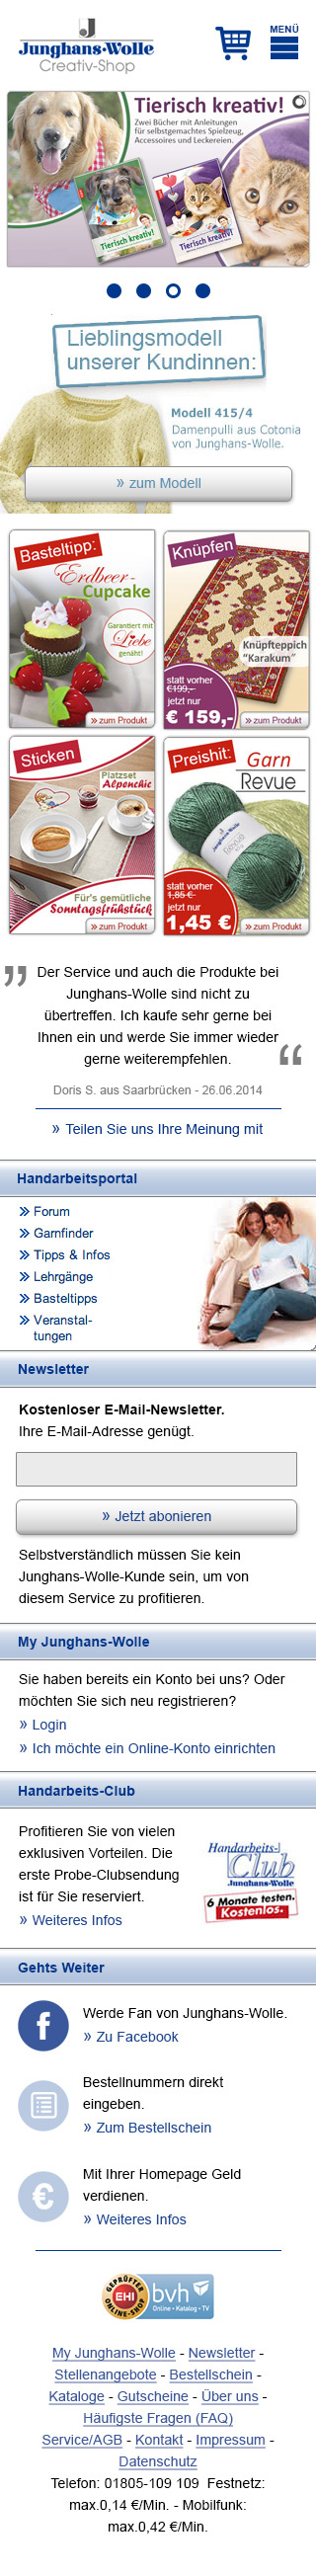 Junghans-Wolle
Creativ-Shop
MENÜ
Tierisch kreativ!
Zwei Bücher mit Anleitungen
für selbstgemachtes Spielzeug,
Accessoires und Leckereien.
Tierisch kreativ!
Tierisch kreativ!
Lieblingsmodell
unserer Kundinnen:
Modell 415/4
Damenpulli aus Cotonia
von Junghans-Wolle.
» zum Modell
Basteltipp:
Erdbeer-
Cupcake
Garantiert mit
Liebe
genäht!
» zum Produkt
Knüpfen
Knüpfteppich
"Karakum"
statt vorher
€199,-
jetzt nur
€ 159,-
» zum Produkt
Sticken
Platzset
Alpenchic
Für's gemütliche
Sonntagsfrühstück
» zum Produkt
Preishit:
Garn
Revue
Junghans-Wolle
statt vorher
1,85 €
jetzt nur
1,45 €
» zum Produkt
” Der Service und auch die Produkte bei
Junghans-Wolle sind nicht zu
übertreffen. Ich kaufe sehr gerne bei
Ihnen ein und werde Sie immer wieder
gerne weiterempfehlen. “
Doris S. aus Saarbrücken - 26.06.2014
» Teilen Sie uns Ihre Meinung mit
Handarbeitsportal
» Forum
» Garnfinder
» Tipps & Infos
» Lehrgänge
» Basteltipps
» Veranstal-
tungen
Newsletter
Kostenloser E-Mail-Newsletter.
Ihre E-Mail-Adresse genügt.
» Jetzt abonieren
Selbstverständlich müssen Sie kein
Junghans-Wolle-Kunde sein, um von
diesem Service zu profitieren.
My Junghans-Wolle
Sie haben bereits ein Konto bei uns? Oder
möchten Sie sich neu registrieren?
» Login
» Ich möchte ein Online-Konto einrichten
Handarbeits-Club
Profitieren Sie von vielen
exklusiven Vorteilen. Die
erste Probe-Clubsendung
ist für Sie reserviert.
» Weiteres Infos
Handarbeits-
Club
Junghans-Wolle
6 Monate testen.
Kostenlos.
Gehts Weiter
f
Werde Fan von Junghans-Wolle.
» Zu Facebook
Bestellnummern direkt
eingeben.
» Zum Bestellschein
€
Mit Ihrer Homepage Geld
verdienen.
» Weiteres Infos
GEPRÜFTER
EHI
ONLINE-SHOP
bvh
Online • Katalog • TV
My Junghans-Wolle - Newsletter -
Stellenangebote - Bestellschein -
Kataloge - Gutscheine - Über uns -
Häufigste Fragen (FAQ)
Service/AGB - Kontakt - Impressum -
Datenschutz
Telefon: 01805-109 109 Festnetz:
max.0,14 €/Min. - Mobilfunk:
max.0,42 €/Min.